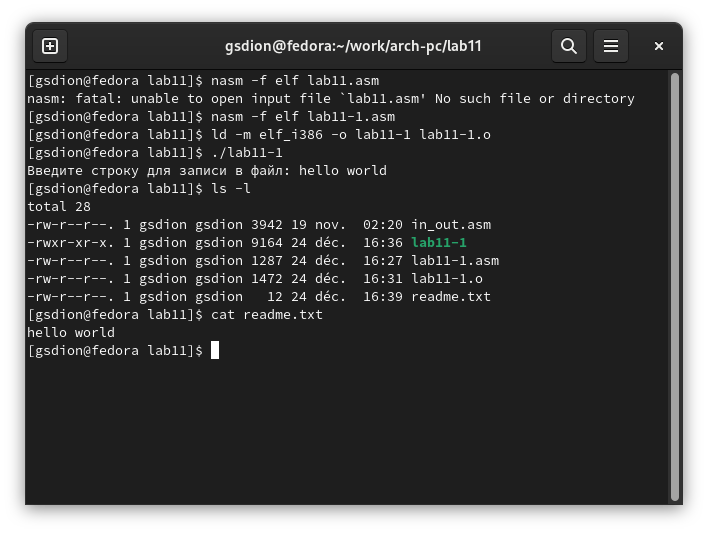 gsdion@fedora:~/work/arch-pc/lab11
[gsdion@fedora lab11]$ nasm -f elf lab11.asm
nasm: fatal: unable to open input file `lab11.asm' No such file or directory
[gsdion@fedora lab11]$ nasm -f elf lab11-1.asm
[gsdion@fedora lab11]$ ld -m elf_i386 -o lab11-1 lab11-1.o
[gsdion@fedora lab11]$ ./lab11-1
Введите строку для записи в файл: hello world
[gsdion@fedora lab11]$ ls -l
total 28
-rw-r--r--. 1 gsdion gsdion 3942 19 nov.  02:20 in_out.asm
-rwxr-xr-x. 1 gsdion gsdion 9164 24 déc.  16:36 lab11-1
-rw-r--r--. 1 gsdion gsdion 1287 24 déc.  16:27 lab11-1.asm
-rw-r--r--. 1 gsdion gsdion 1472 24 déc.  16:31 lab11-1.o
-rw-r--r--. 1 gsdion gsdion   12 24 déc.  16:39 readme.txt
[gsdion@fedora lab11]$ cat readme.txt
hello world
[gsdion@fedora lab11]$